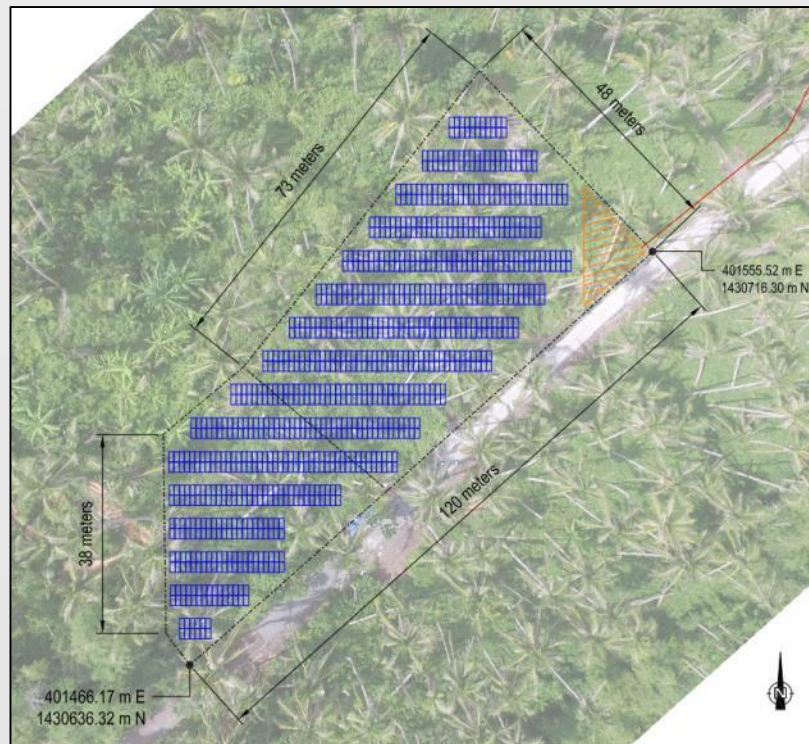 48 meters
73 meters
401555.52 m E
1430716.30 m N
120 meters
38 meters
401466.17 m E
1430636.32 m N
N